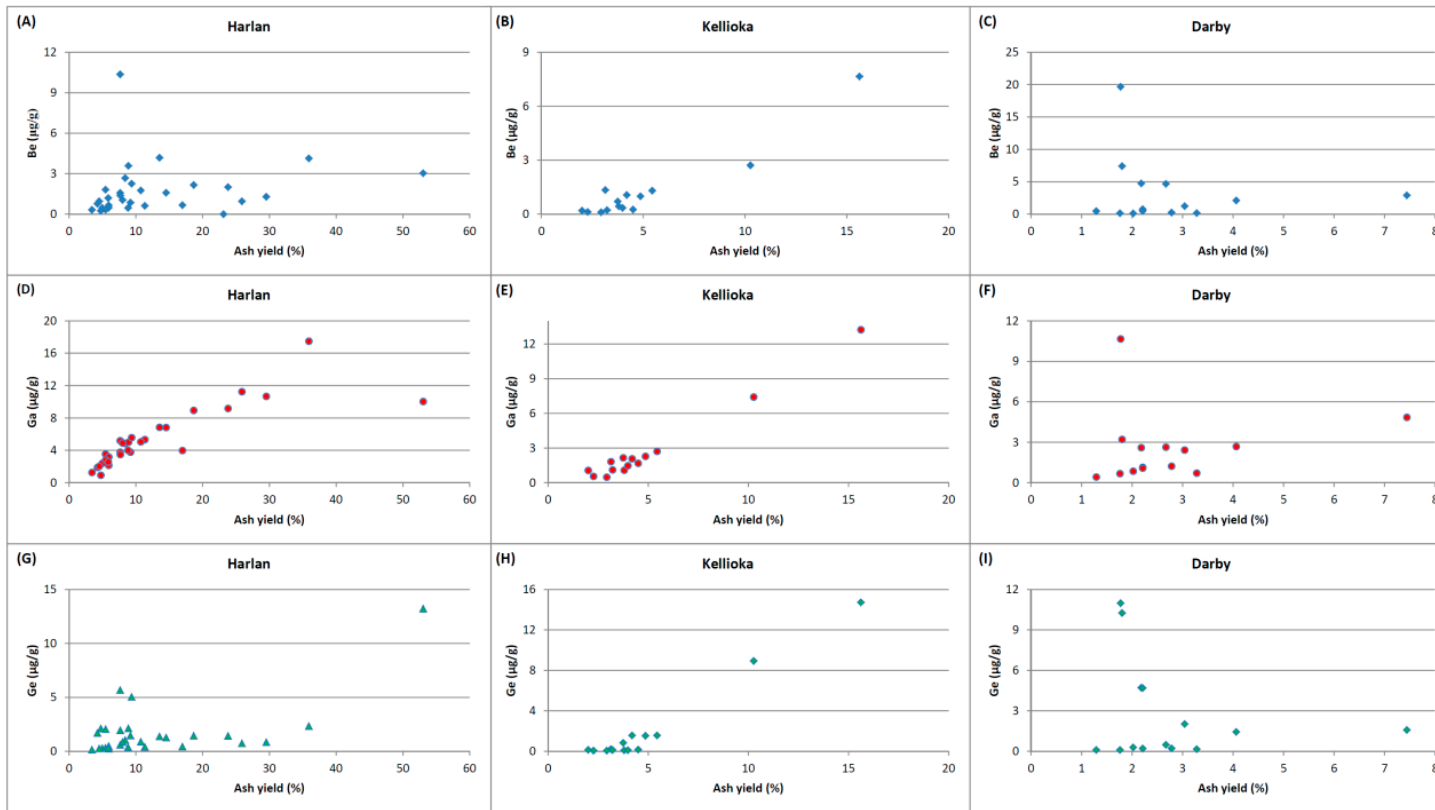 (A)
Harlan
12
9
6
3
0
Be (µg/g)
0 10 20 30 40 50 60
Ash yield (%)
(B)
Kellioka
9
6
3
0
Be (µg/g)
0 5 10 15 20
Ash yield (%)
(C)
Darby
25
20
15
10
5
0
Be (µg/g)
0 1 2 3 4 5 6 7 8
Ash yield (%)
(D)
Harlan
20
16
12
8
4
0
Ga (µg/g)
0 10 20 30 40 50 60
Ash yield (%)
(E)
Kellioka
12
9
6
3
0
Ga (µg/g)
0 5 10 15 20
Ash yield (%)
(F)
Darby
12
9
6
3
0
Ga (µg/g)
0 1 2 3 4 5 6 7 8
Ash yield (%)
(G)
Harlan
15
10
5
0
Ge (µg/g)
0 10 20 30 40 50 60
Ash yield (%)
(H)
Kellioka
16
12
8
4
0
Ge (µg/g)
0 5 10 15 20
Ash yield (%)
(I)
Darby
12
9
6
3
0
Ge (µg/g)
0 1 2 3 4 5 6 7 8
Ash yield (%)